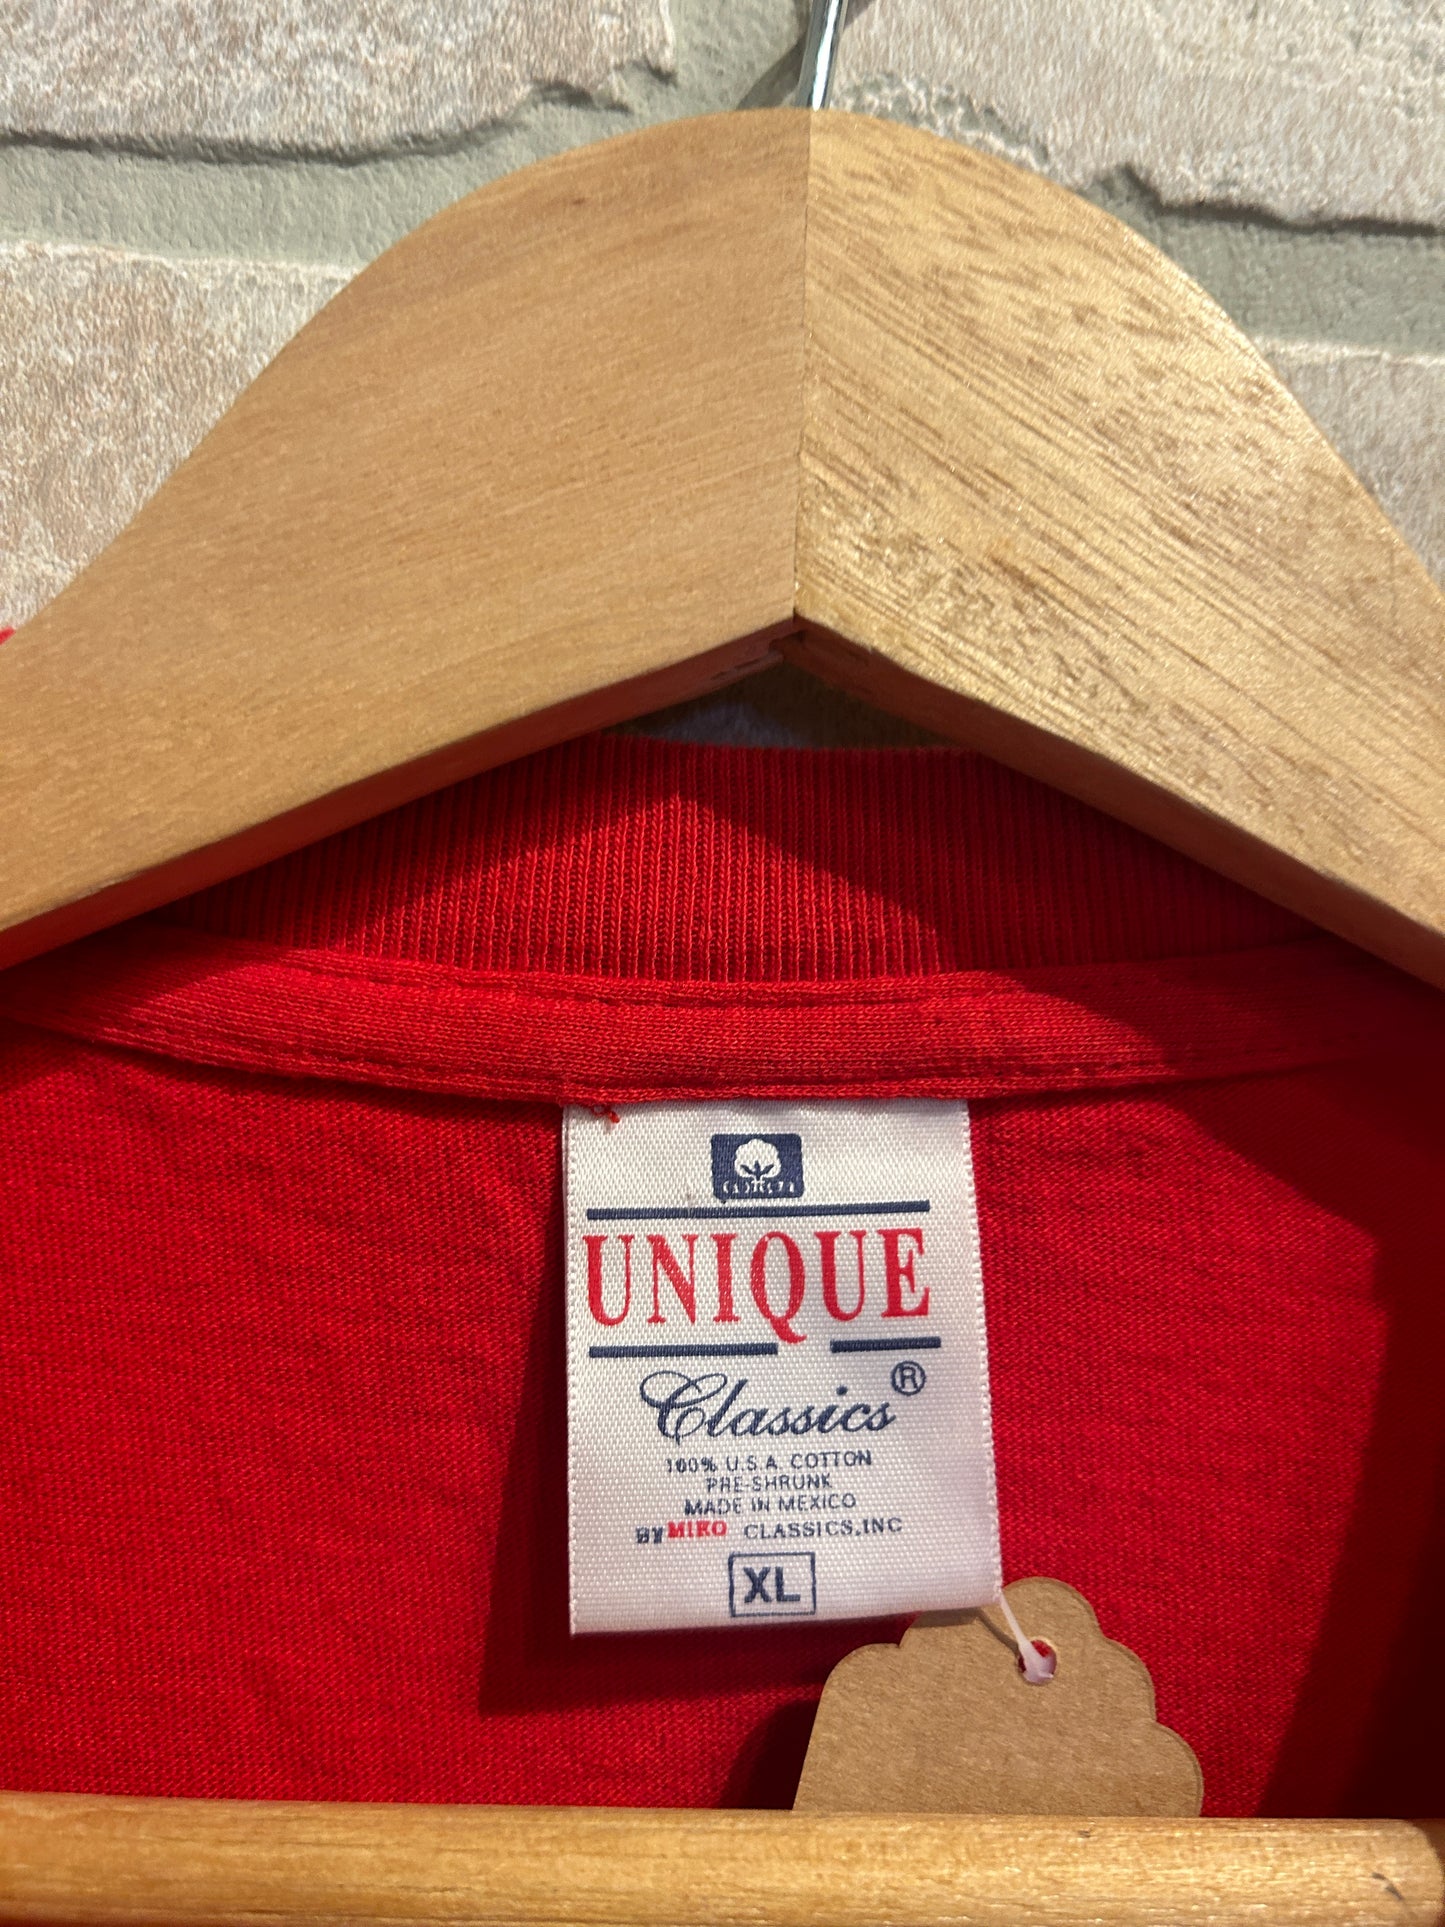 UNIQUE
Classics ®
100% U.S.A. COTTON
PRE-SHRUNK
MADE IN MEXICO
BY MIRO CLASSICS, INC
XL